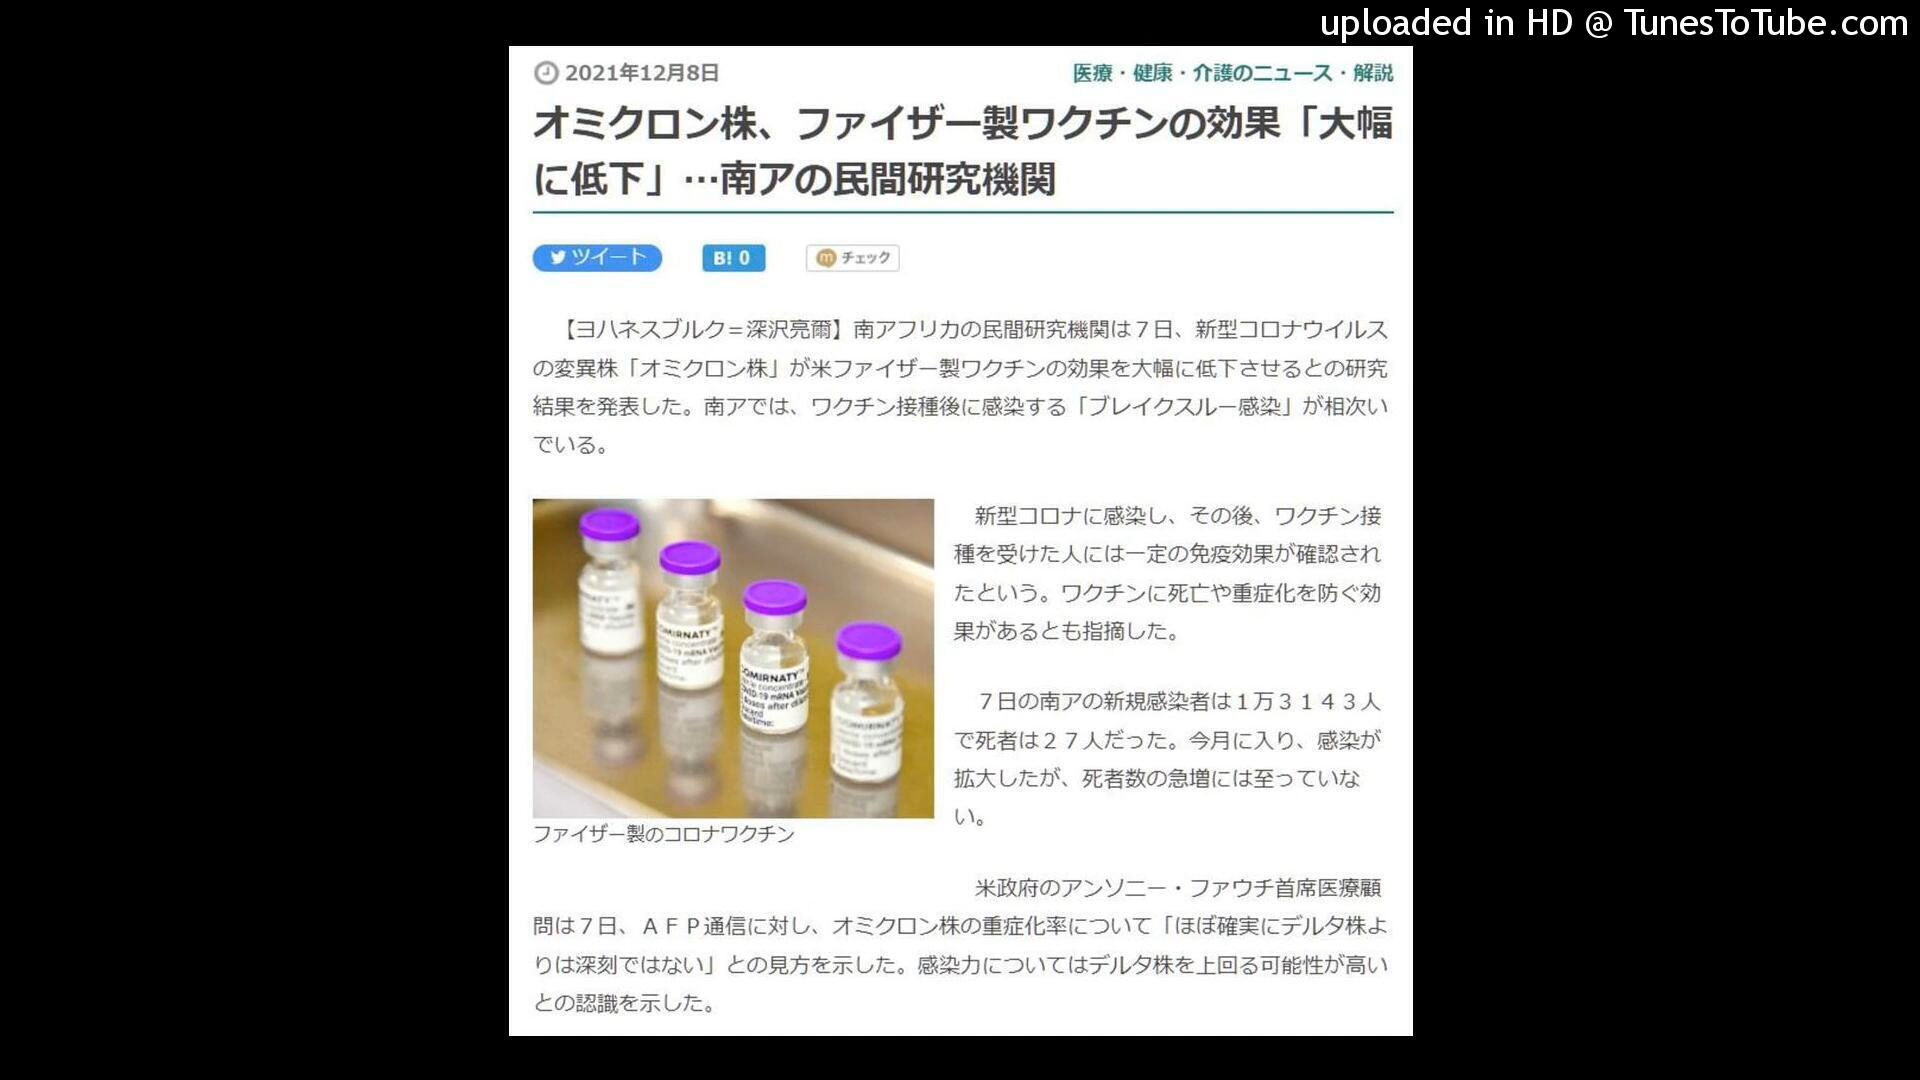 uploaded in HD @ TunesToTube.com
2021年12月8日
医療・健康・介護のニュース・解説
オミクロン株、ファイザー製ワクチンの効果「大幅
に低下」…南アの民間研究機関
ツイート
B! 0
チェック
【ヨハネスブルク＝深沢亮爾】南アフリカの民間研究機関は７日、新型コロナウイルス
の変異株「オミクロン株」が米ファイザー製ワクチンの効果を大幅に低下させるとの研究
結果を発表した。南アでは、ワクチン接種後に感染する「ブレイクスルー感染」が相次い
でいる。
新型コロナに感染し、その後、ワクチン接
種を受けた人には一定の免疫効果が確認され
たという。ワクチンに死亡や重症化を防ぐ効
果があるとも指摘した。
７日の南アの新規感染者は１万３１４３人
で死者は２７人だった。今月に入り、感染が
拡大したが、死者数の急増には至っていな
い。
OMIRNATY™
COVID-19 mRNA
OMIRNATY™
COVID-19 mRNA
doses after
ファイザー製のコロナワクチン
米政府のアンソニー・ファウチ首席医療顧
問は７日、ＡＦＰ通信に対し、オミクロン株の重症化率について「ほぼ確実にデルタ株よ
りは深刻ではない」との見方を示した。感染力についてはデルタ株を上回る可能性が高い
との認識を示した。